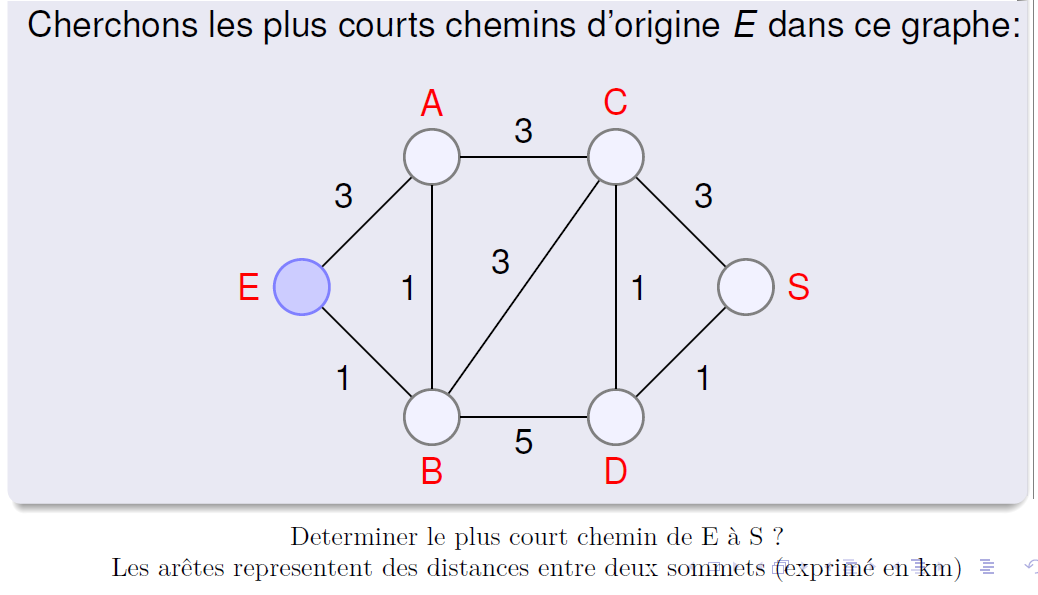 Cherchons les plus courts chemins d'origine E dans ce graphe:
A
C
3
3
3
E
1
3
1
S
1
1
5
B
D
Determiner le plus court chemin de E à S ?
Les arêtes representent des distances entre deux sommets (exprimé en km)